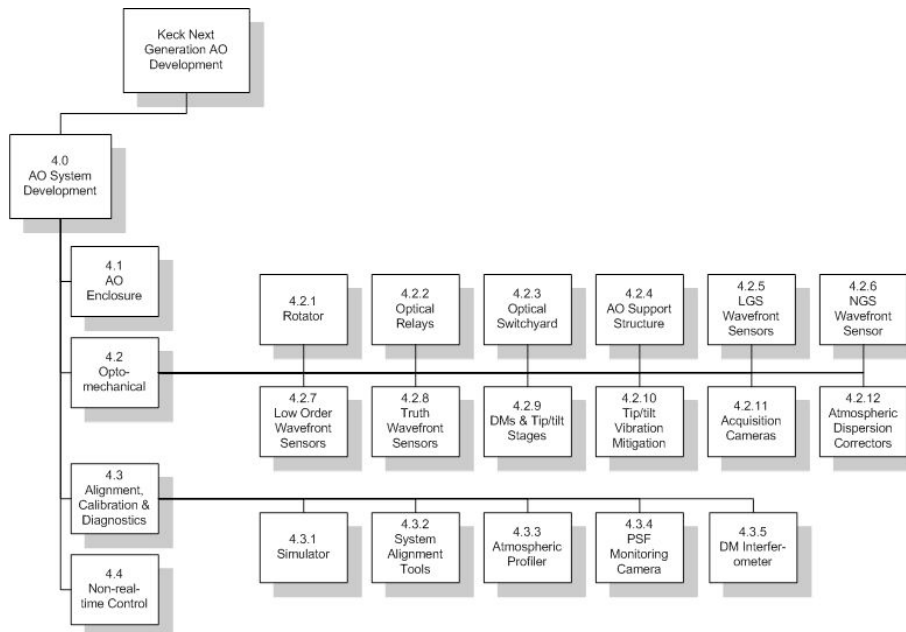 Keck Next
Generation AO
Development
4.0
AO System
Development
4.1
AO
Enclosure
4.2
Opto-
mechanical
4.2.1
Rotator
4.2.2
Optical
Relays
4.2.3
Optical
Switchyard
4.2.4
AO Support
Structure
4.2.5
LGS
Wavefront
Sensors
4.2.6
NGS
Wavefront
Sensor
4.2.7
Low Order
Wavefront
Sensors
4.2.8
Truth
Wavefront
Sensors
4.2.9
DMs & Tip/tilt
Stages
4.2.10
Tip/tilt
Vibration
Mitigation
4.2.11
Acquisition
Cameras
4.2.12
Atmospheric
Dispersion
Correctors
4.3
Alignment,
Calibration &
Diagnostics
4.3.1
Simulator
4.3.2
System
Alignment
Tools
4.3.3
Atmospheric
Profiler
4.3.4
PSF
Monitoring
Camera
4.3.5
DM Interfer-
ometer
4.4
Non-real-
time Control